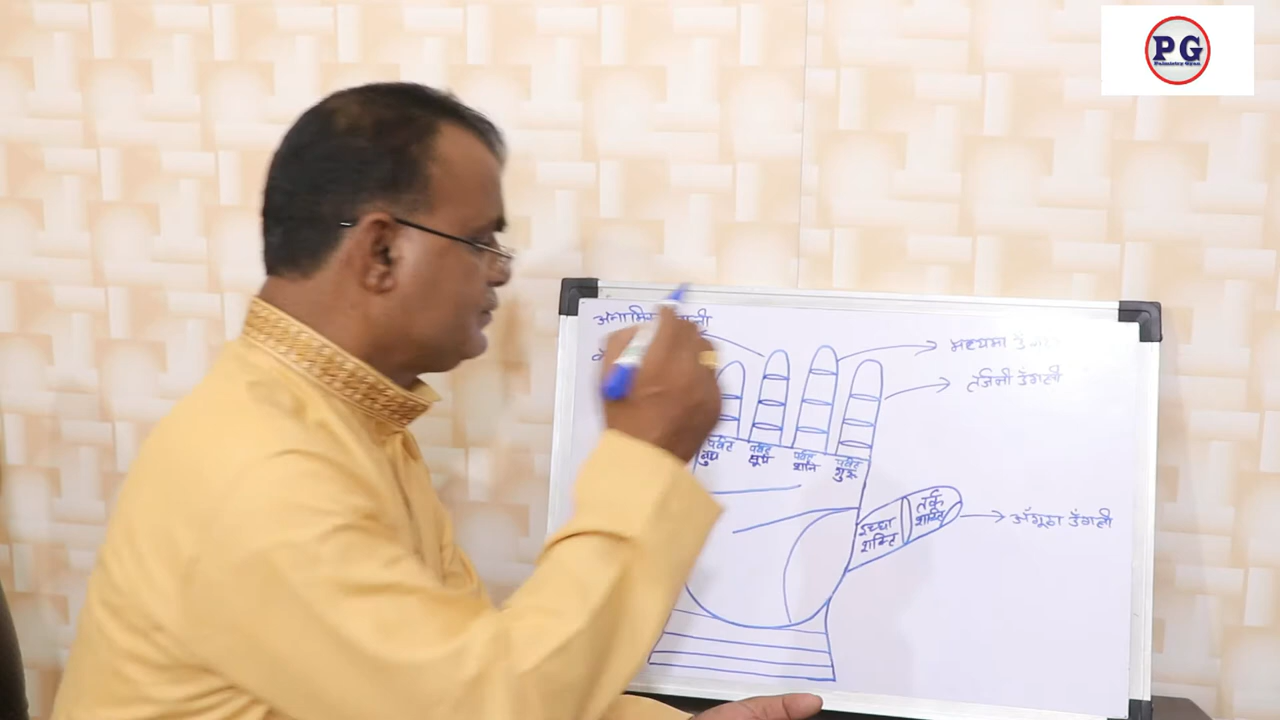 PG
Palmistry Gyan
मध्यमा
तर्जनी उँगली
पर्वत पर्वत पर्वत पर्वत
बुध सूर्य शनि गुरू
तर्क
शक्ति
इच्छा
शक्ति
अँगूठा उँगली